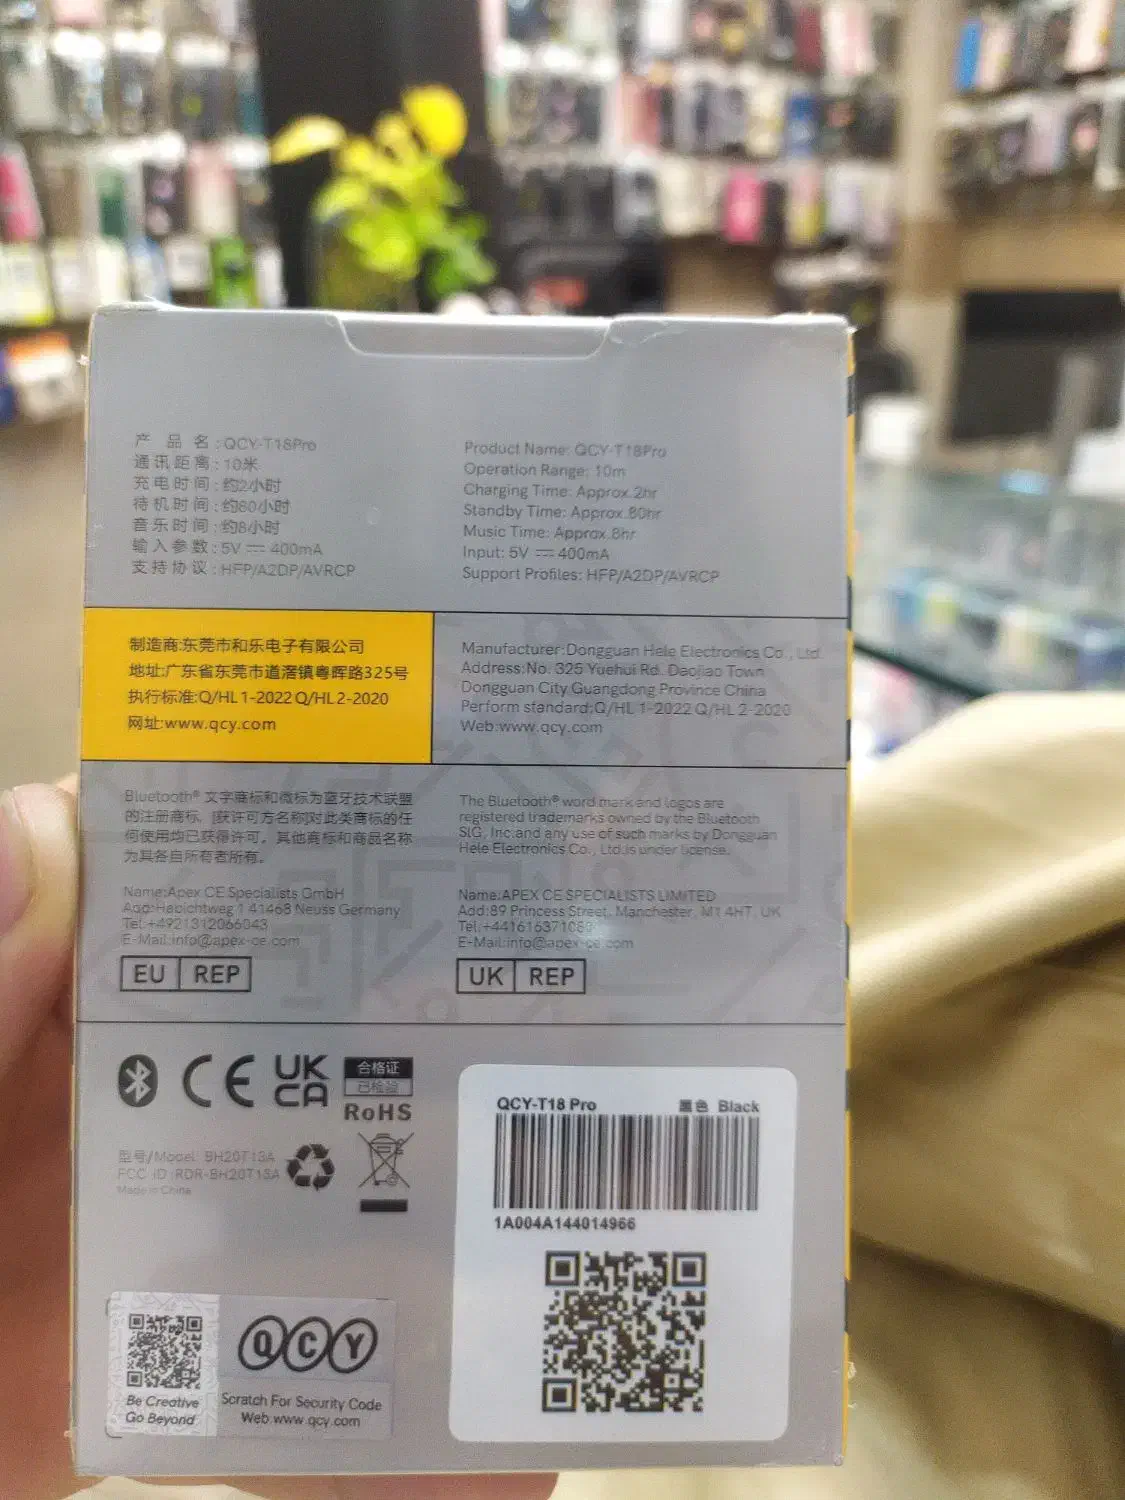 产品名:QCY-T18Pro
通讯距离:10米
充电时间:约2小时
待机时间:约80小时
音乐时间:约8小时
输入参数:5V ⎓ 400mA
支持协议:HFP/A2DP/AVRCP
Product Name: QCY-T18Pro
Operation Range: 10m
Charging Time: Approx.2hr
Standby Time: Approx.80hr
Music Time: Approx.8hr
Input: 5V ⎓ 400mA
Support Profiles: HFP/A2DP/AVRCP
制造商:东莞市和乐电子有限公司
地址:广东省东莞市道滘镇粤晖路325号
执行标准:Q/HL 1-2022 Q/HL 2-2020
网址:www.qcy.com
Manufacturer:Dongguan Hele Electronics Co., Ltd.
Address:No. 325 Yuehui Rd. Daojiao Town
Dongguan City Guangdong Province China
Perform standard:Q/HL 1-2022 Q/HL 2-2020
Web:www.qcy.com
Bluetooth® 文字商标和微标为蓝牙技术联盟
的注册商标, [获许可方名称]对此类商标的任
何使用均已获得许可。其他商标和商品名称
为其各自所有者所有。
The Bluetooth® word mark and logos are
registered trademarks owned by the Bluetooth
SIG, Inc.and any use of such marks by Dongguan
Hele Electronics Co., Ltd.is under license.
Name:Apex CE Specialists GmbH
Add:Habichtweg 1 41468 Neuss Germany
Tel:+4921312066043
E-Mail:info@apex-ce.com
EU REP
Name:APEX CE SPECIALISTS LIMITED
Add:89 Princess Street, Manchester, M1 4HT, UK
Tel:+441616371080
E-Mail:info@apex-ce.com
UK REP
CE
UK
CA
合格证
已检验
RoHS
型号/Model: BH20T13A
FCC ID:RDR-BH20T13A
Made in China
QCY-T18 Pro 黑色 Black
1A004A144014966
Be Creative
Go Beyond
QCY
Scratch For Security Code
Web:www.qcy.com